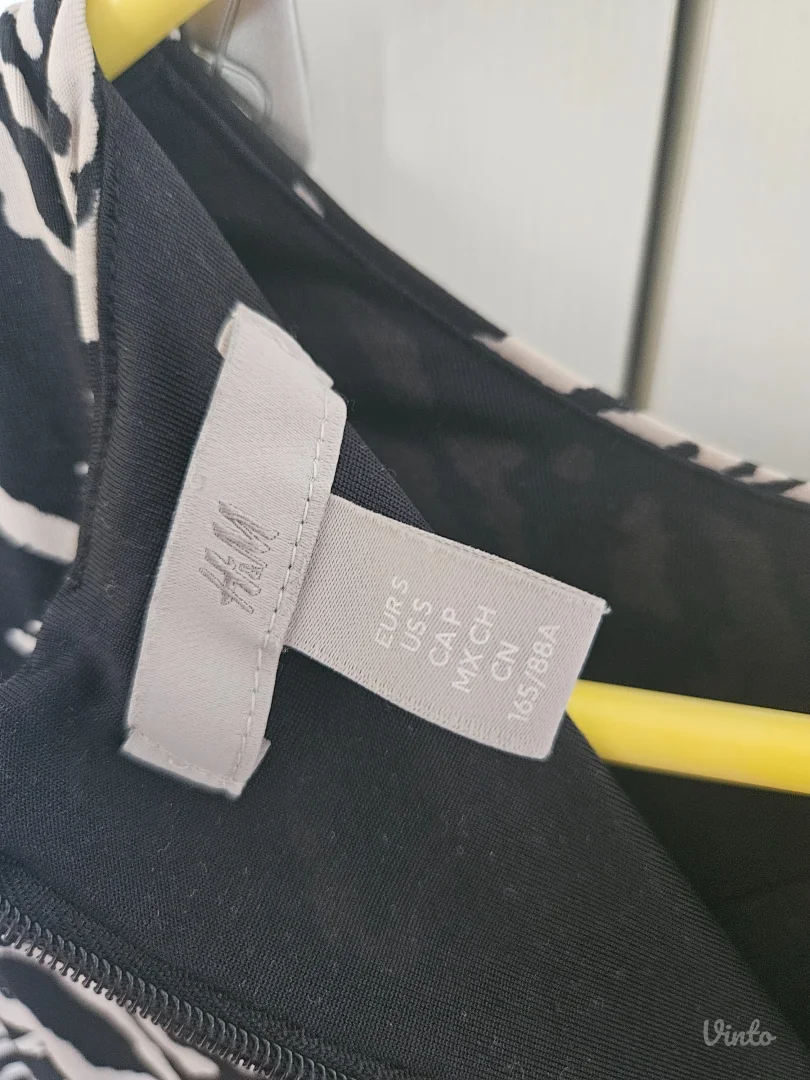 H&M
EUR S
US S
CA P
MX CH
CN
165/88A
Vinto